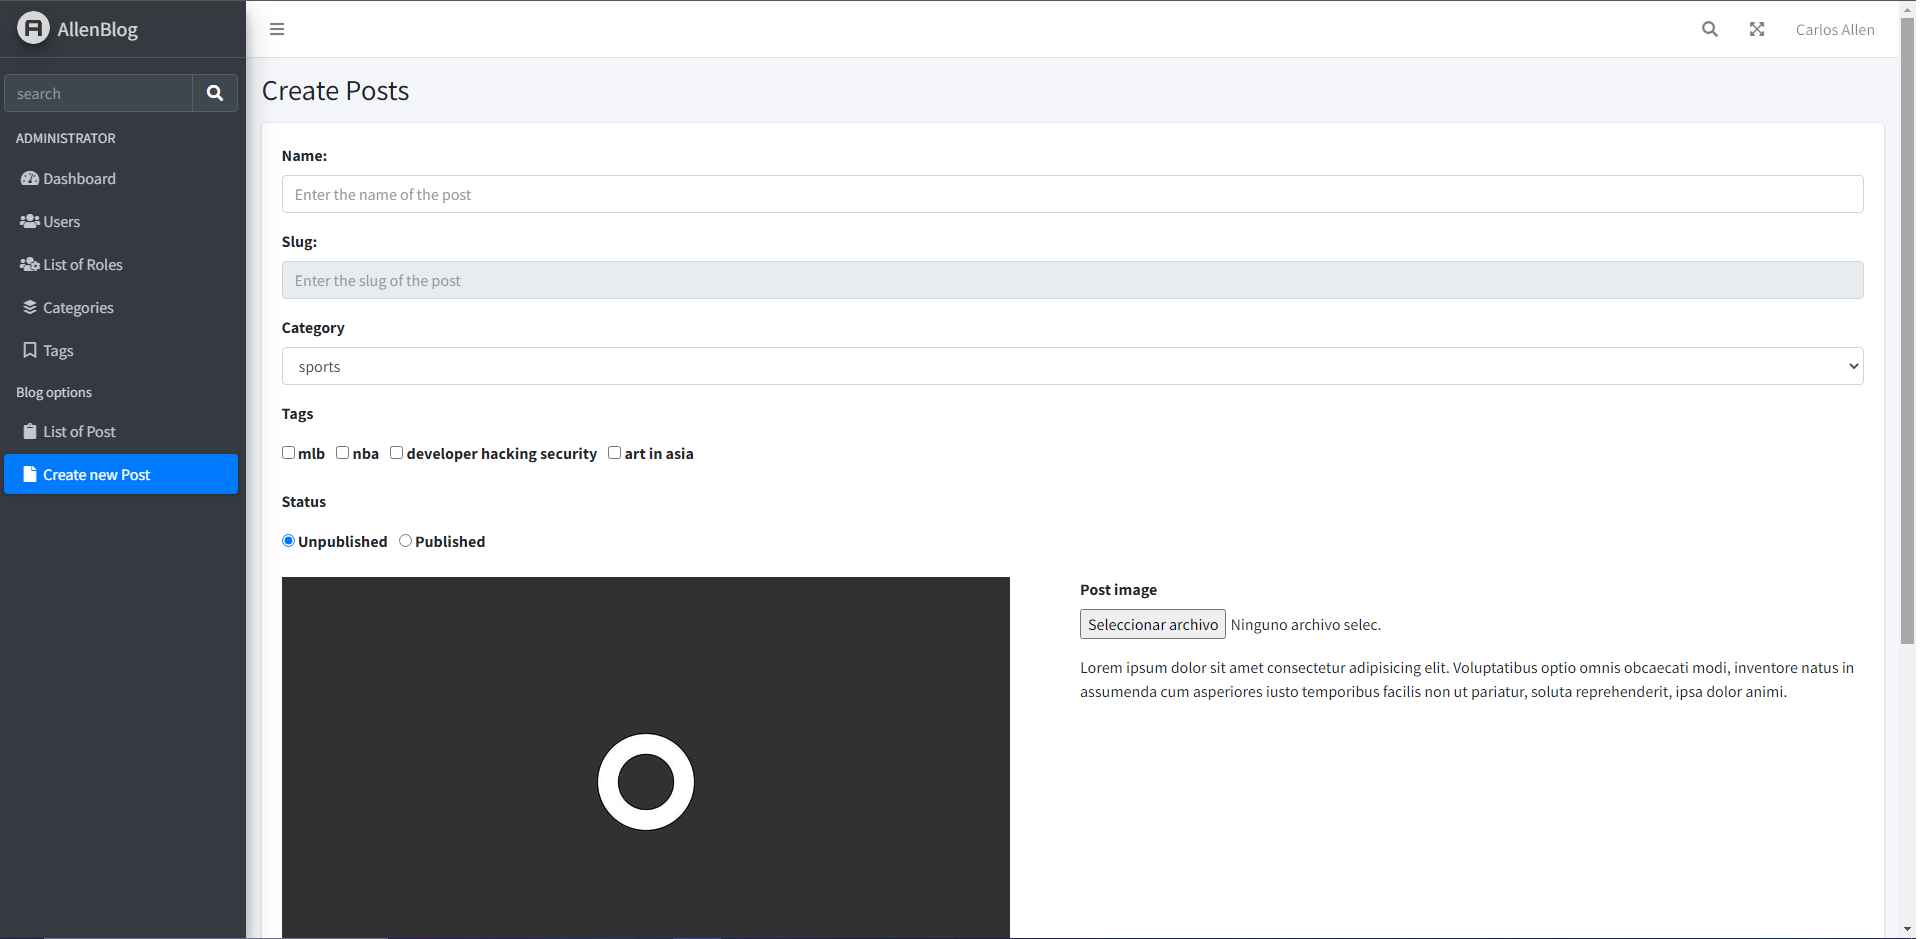 AllenBlog
Carlos Allen
search
ADMINISTRATOR
Dashboard
Users
List of Roles
Categories
Tags
Blog options
List of Post
Create new Post
Create Posts
Name:
Enter the name of the post
Slug:
Enter the slug of the post
Category
sports
Tags
mlb nba developer hacking security art in asia
Status
Unpublished Published
Post image
Seleccionar archivo Ninguno archivo selec.
Lorem ipsum dolor sit amet consectetur adipisicing elit. Voluptatibus optio omnis obcaecati modi, inventore natus in
assumenda cum asperiores iusto temporibus facilis non ut pariatur, soluta reprehenderit, ipsa dolor animi.